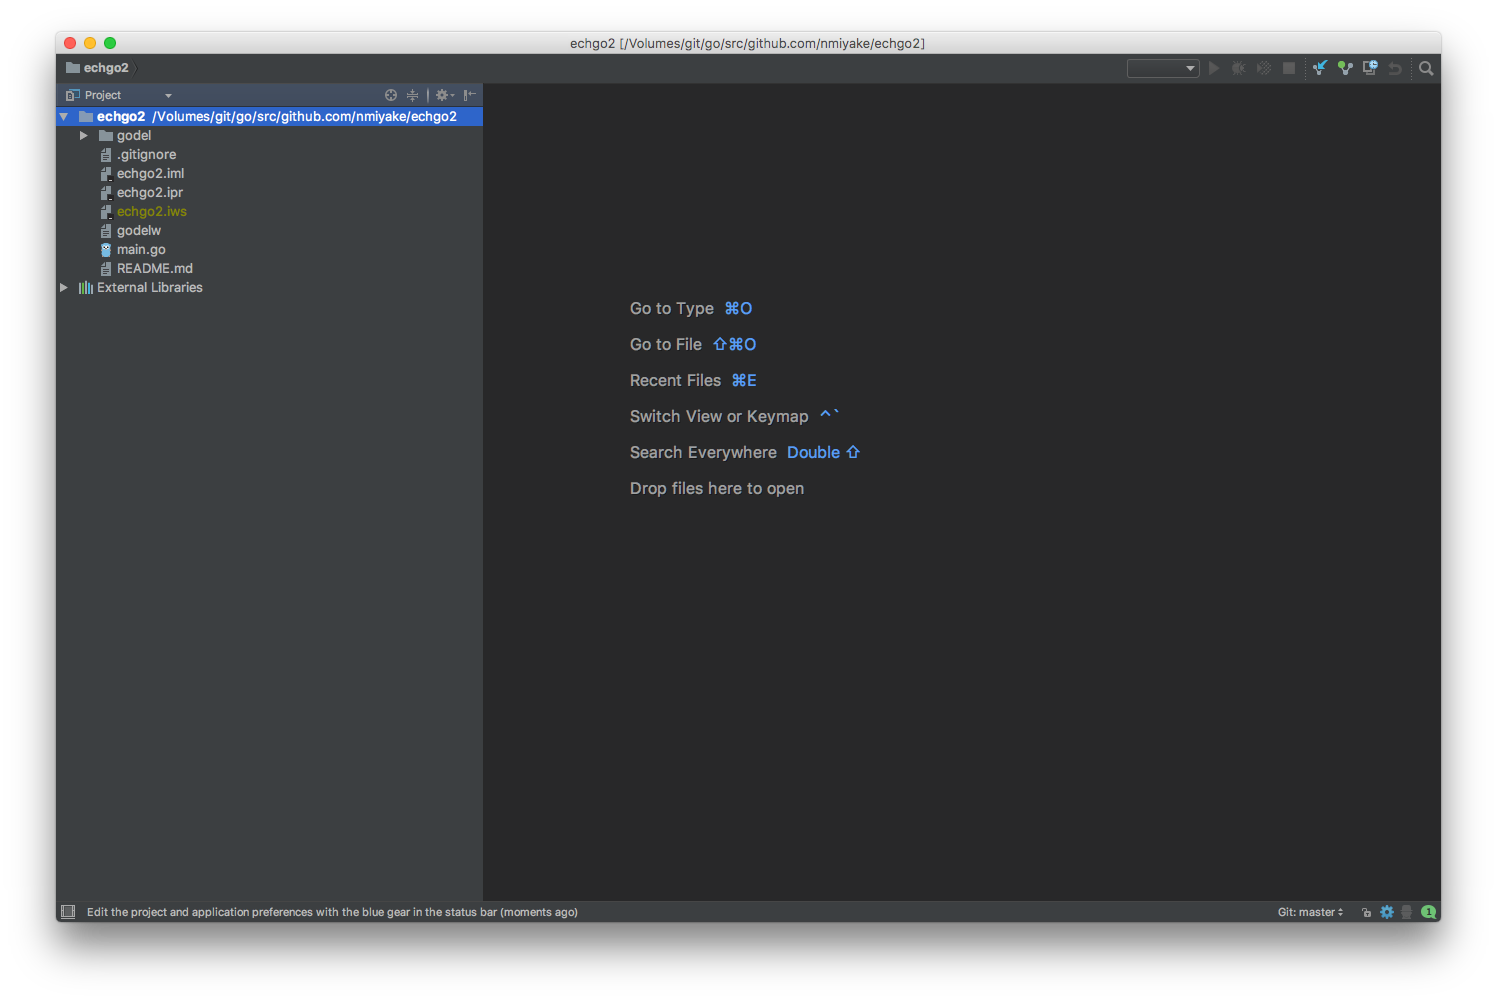 echgo2 [/Volumes/git/go/src/github.com/nmiyake/echgo2]
echgo2
Project
echgo2 /Volumes/git/go/src/github.com/nmiyake/echgo2
godel
.gitignore
echgo2.iml
echgo2.ipr
echgo2.iws
godelw
main.go
README.md
External Libraries
Go to Type ⌘O
Go to File ⇧⌘O
Recent Files ⌘E
Switch View or Keymap ^`
Search Everywhere Double ⇧
Drop files here to open
Edit the project and application preferences with the blue gear in the status bar (moments ago)
Git: master
1